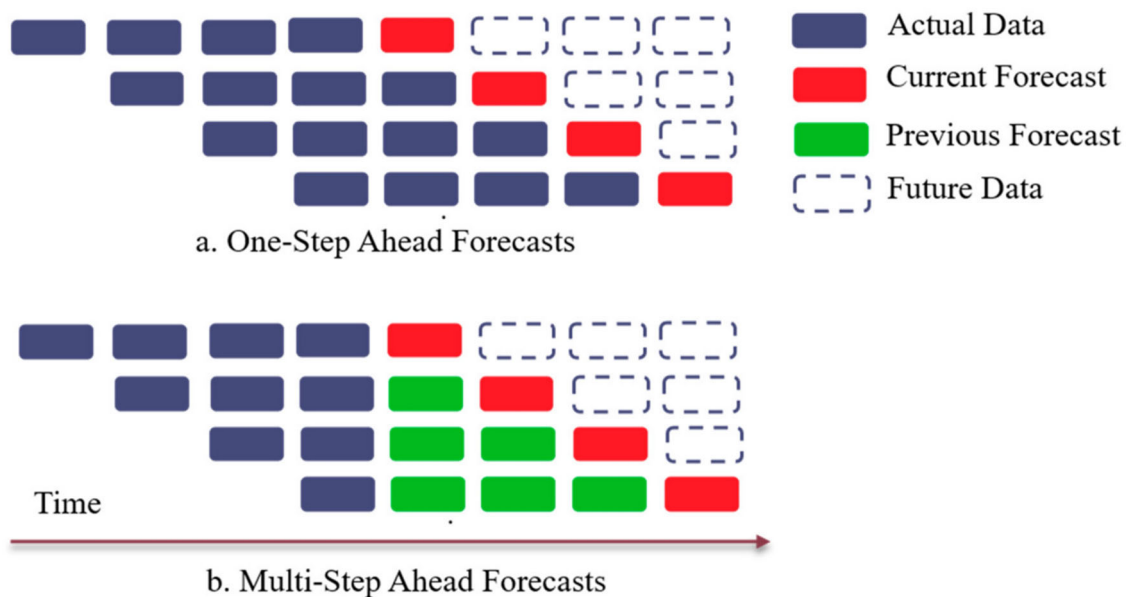 Actual Data
Current Forecast
Previous Forecast
Future Data
a. One-Step Ahead Forecasts
Time
b. Multi-Step Ahead Forecasts